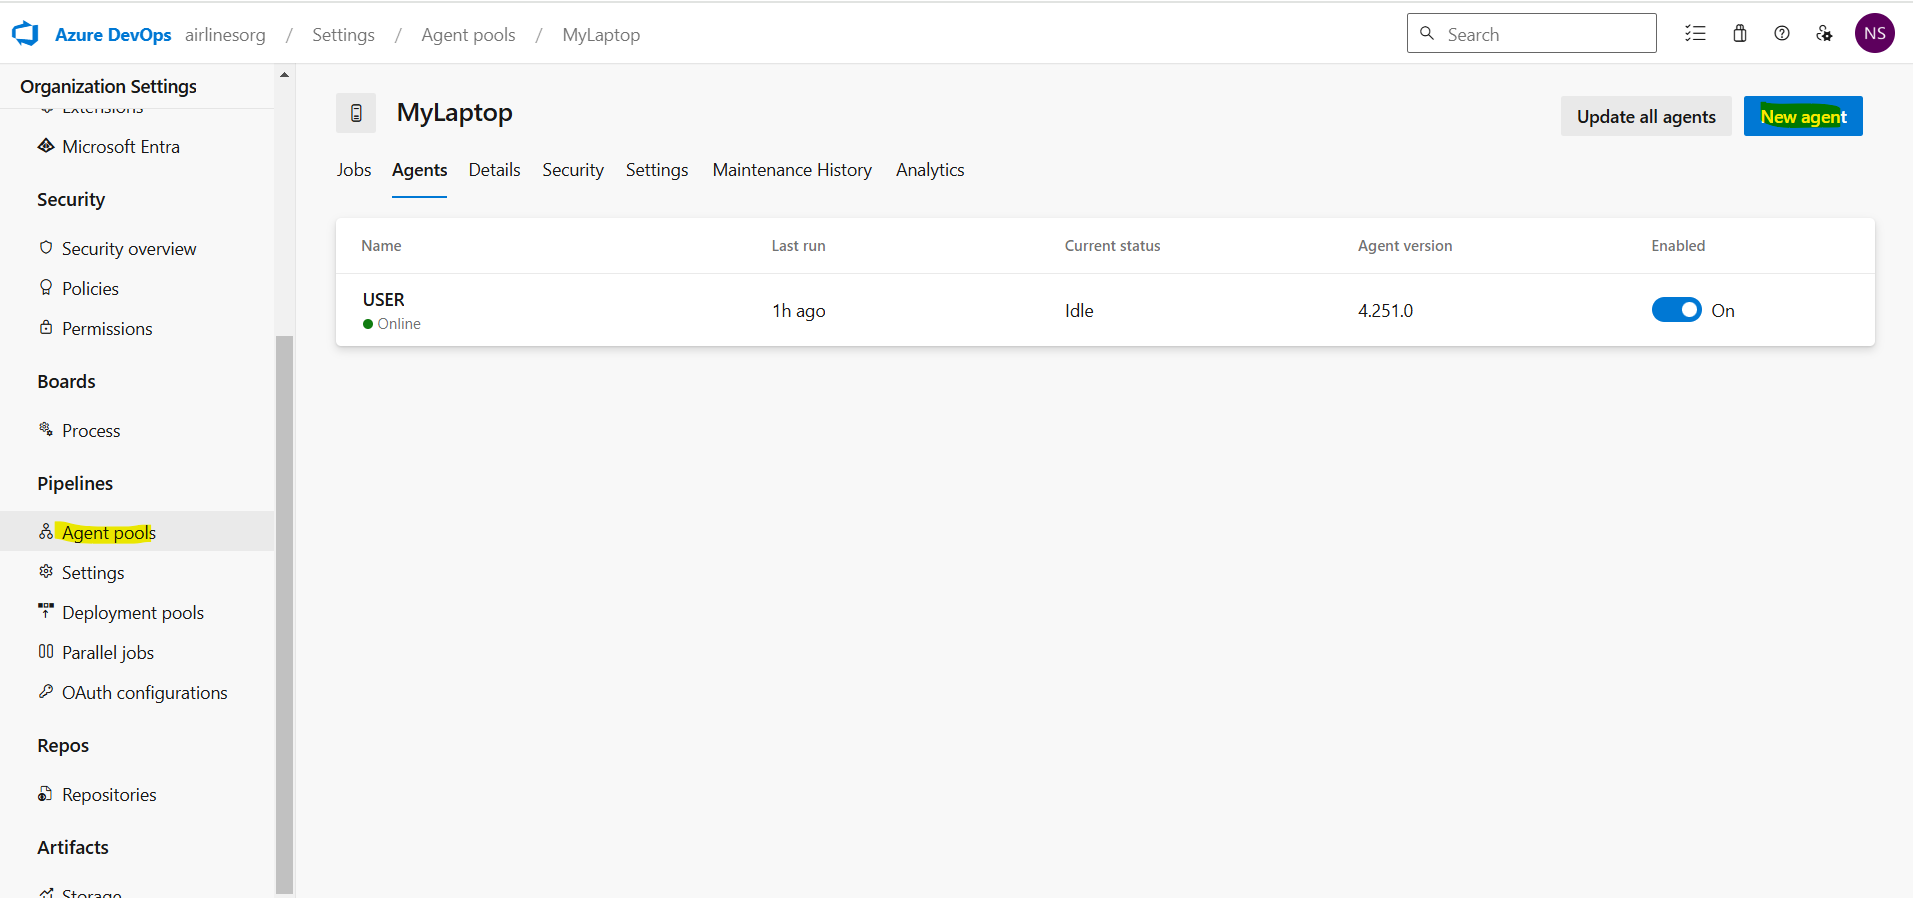 Azure DevOps airlinesorg / Settings / Agent pools / MyLaptop
Search
NS
Organization Settings
Extensions
Microsoft Entra
Security
Security overview
Policies
Permissions
Boards
Process
Pipelines
Agent pools
Settings
Deployment pools
Parallel jobs
OAuth configurations
Repos
Repositories
Artifacts
Storage
MyLaptop
Update all agents
New agent
Jobs Agents Details Security Settings Maintenance History Analytics
Name Last run Current status Agent version Enabled
USER
Online
1h ago Idle 4.251.0 On